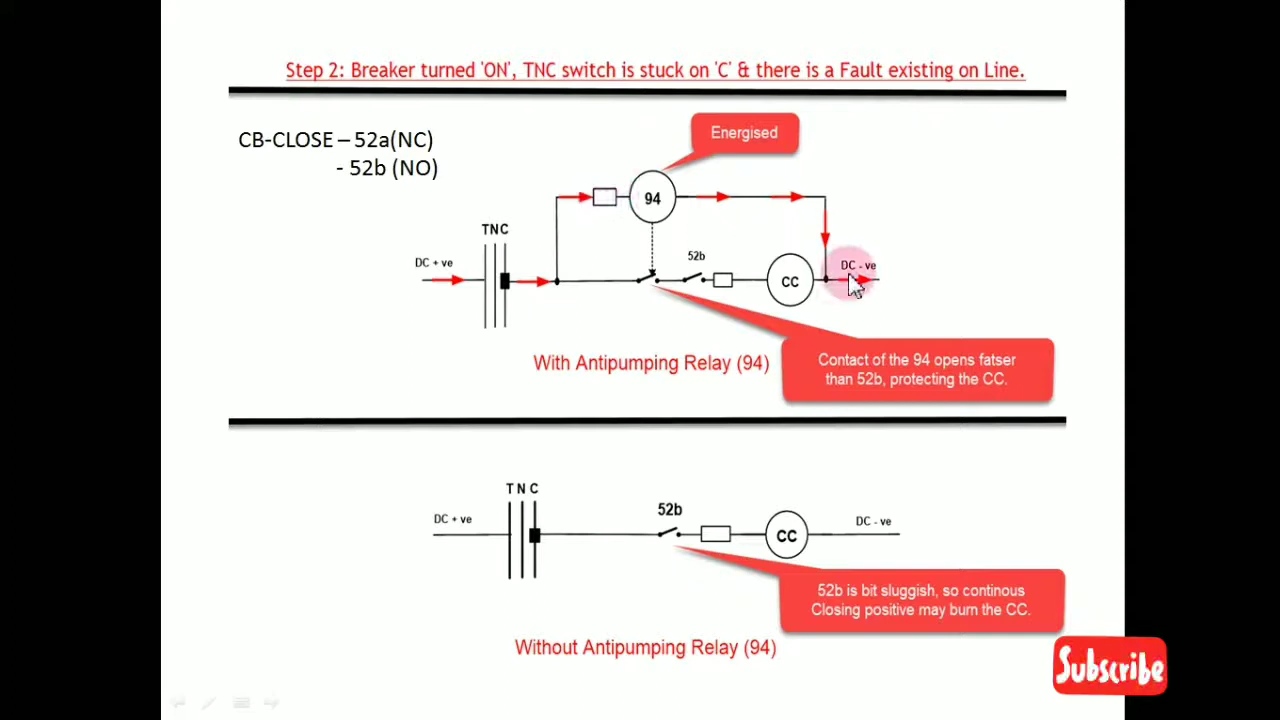 Step 2: Breaker turned 'ON', TNC switch is stuck on 'C' & there is a Fault existing on Line.
CB-CLOSE – 52a(NC)
- 52b (NO)
Energised
94
TNC
52b
DC + ve
DC - ve
CC
With Antipumping Relay (94)
Contact of the 94 opens fatser
than 52b, protecting the CC.
T N C
52b
DC + ve
DC - ve
CC
52b is bit sluggish, so continous
Closing positive may burn the CC.
Without Antipumping Relay (94)
Subscribe